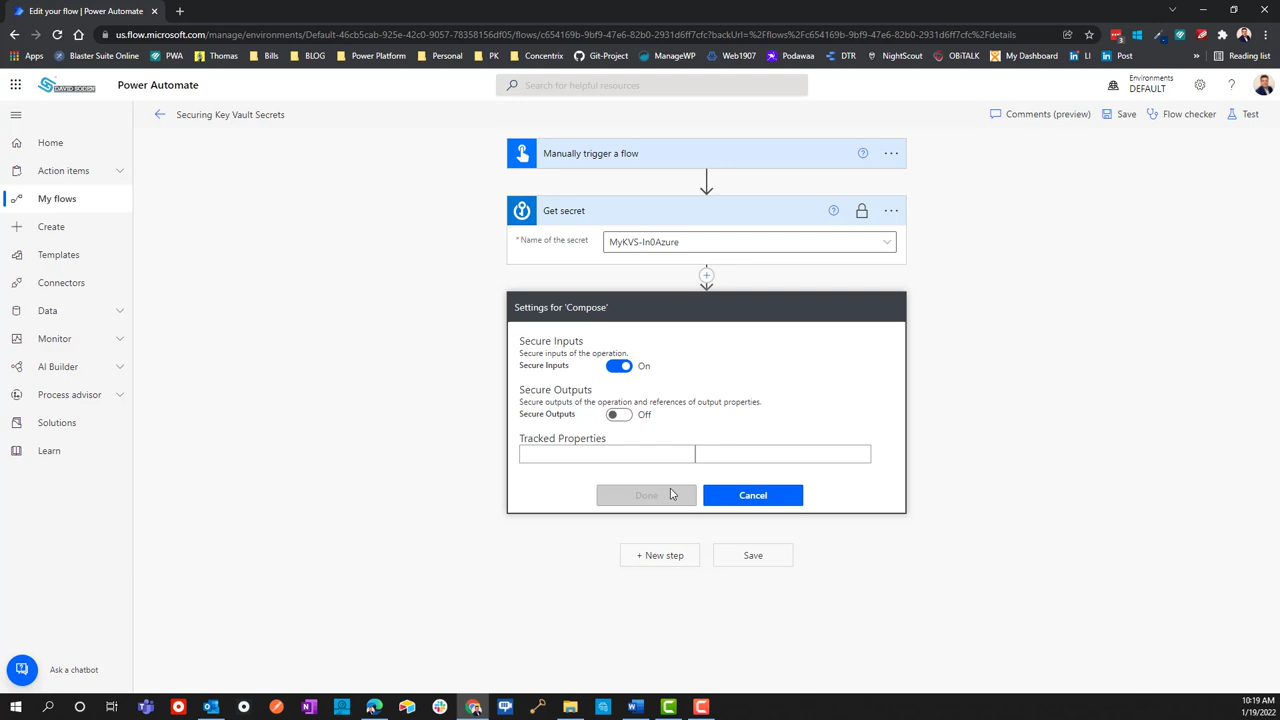 Edit your flow | Power Automate
us.flow.microsoft.com/manage/environments/Default-46cb5cab-925e-42c0-9057-78358156df05/flows/c654169b-9bf9-47e6-82b0-2931d6ff7cfc?backUrl=%2Fflows%2Fc654169b-9bf9-47e6-82b0-2931d6ff7cfc%2Fdetails
Apps Blaster Suite Online PWA Thomas Bills BLOG Power Platform Personal PK Concentrix Git-Project ManageWP Web1907 Podawaa DTR NightScout OBiTALK My Dashboard LI Post » Reading list
DAVID SODEN Power Automate Search for helpful resources Environments
DEFAULT
Securing Key Vault Secrets Comments (preview) Save Flow checker Test
Home
Action items
My flows
Create
Templates
Connectors
Data
Monitor
AI Builder
Process advisor
Solutions
Learn
Ask a chatbot
Manually trigger a flow
Get secret
* Name of the secret MyKVS-In0Azure
Settings for 'Compose'
Secure Inputs
Secure inputs of the operation.
Secure Inputs On
Secure Outputs
Secure outputs of the operation and references of output properties.
Secure Outputs Off
Tracked Properties
Done Cancel
+ New step Save
10:19 AM
1/19/2022